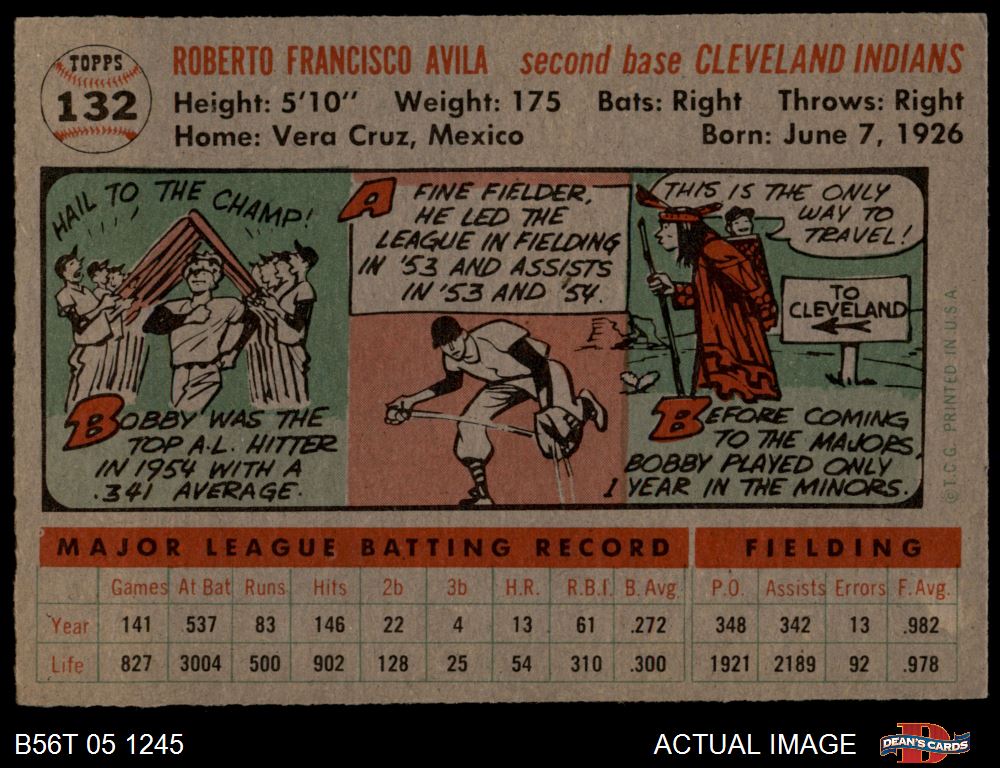 TOPPS
132
ROBERTO FRANCISCO AVILA second base CLEVELAND INDIANS
Height: 5'10" Weight: 175 Bats: Right Throws: Right
Home: Vera Cruz, Mexico Born: June 7, 1926
HAIL TO THE CHAMP!
BOBBY WAS THE
TOP A.L. HITTER
IN 1954 WITH A
.341 AVERAGE.
A FINE FIELDER,
HE LED THE
LEAGUE IN FIELDING
IN '53 AND ASSISTS
IN '53 AND '54.
THIS IS THE ONLY
WAY TO
TRAVEL!
TO
CLEVELAND
BEFORE COMING
TO THE MAJORS,
BOBBY PLAYED ONLY
1 YEAR IN THE MINORS.
© T.C.G. PRINTED IN U.S.A.
MAJOR LEAGUE BATTING RECORD FIELDING
Games At Bat Runs Hits 2b 3b H.R. R.B.I. B. Avg. P.O. Assists Errors F. Avg.
Year 141 537 83 146 22 4 13 61 .272 348 342 13 .982
Life 827 3004 500 902 128 25 54 310 .300 1921 2189 92 .978
B56T 05 1245 ACTUAL IMAGE DEAN'S CARDS